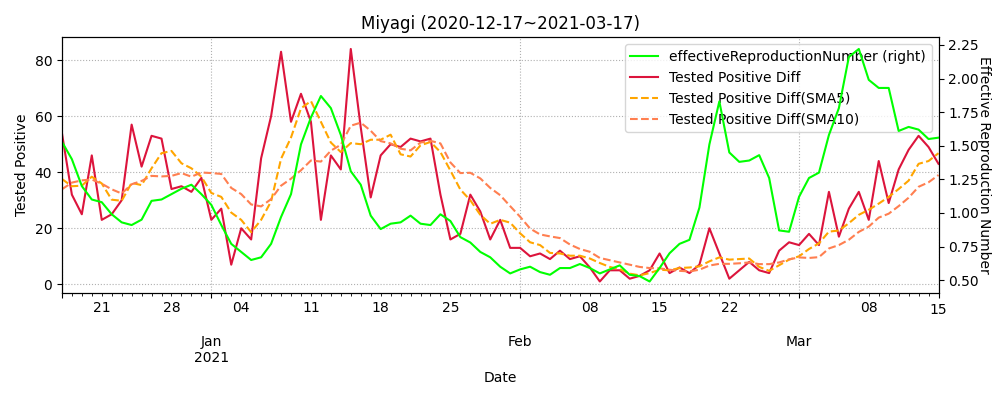 Miyagi (2020-12-17~2021-03-17)
effectiveReproductionNumber (right)
Tested Positive Diff
Tested Positive Diff(SMA5)
Tested Positive Diff(SMA10)
Tested Positive
80
60
40
20
0
Effective Reproduction Number
2.25
2.00
1.75
1.50
1.25
1.00
0.75
0.50
21 28 04 11 18 25 08 15 22 08 15
Jan Feb Mar
2021
Date